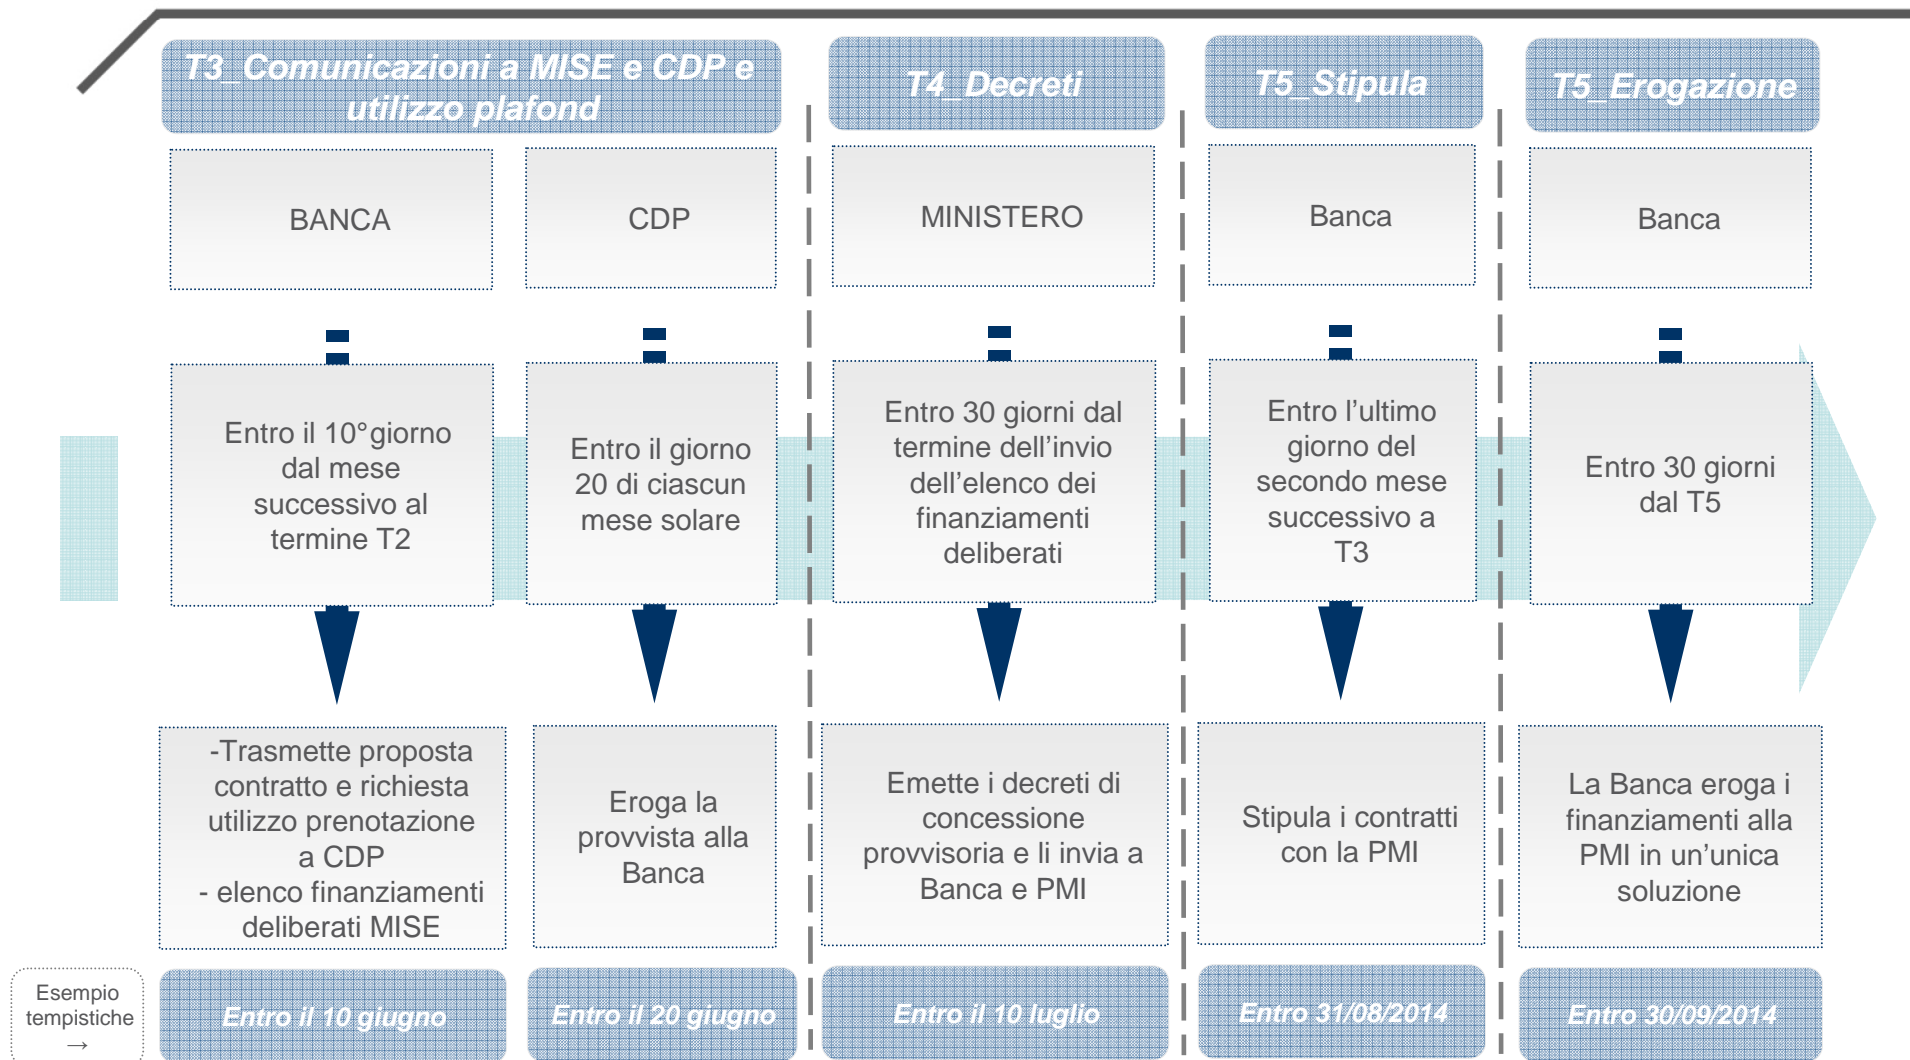 T3_Comunicazioni a MISE e CDP e
utilizzo plafond
T4_Decreti
T5_Stipula
T5_Erogazione
BANCA
CDP
MINISTERO
Banca
Banca
Entro il 10° giorno
dal mese
successivo al
termine T2
Entro il giorno
20 di ciascun
mese solare
Entro 30 giorni dal
termine dell’invio
dell’elenco dei
finanziamenti
deliberati
Entro l’ultimo
giorno del
secondo mese
successivo a
T3
Entro 30 giorni
dal T5
-Trasmette proposta
contratto e richiesta
utilizzo prenotazione
a CDP
- elenco finanziamenti
deliberati MISE
Eroga la
provvista alla
Banca
Emette i decreti di
concessione
provvisoria e li invia a
Banca e PMI
Stipula i contratti
con la PMI
La Banca eroga i
finanziamenti alla
PMI in un’unica
soluzione
Esempio
tempistiche
→
Entro il 10 giugno
Entro il 20 giugno
Entro il 10 luglio
Entro 31/08/2014
Entro 30/09/2014